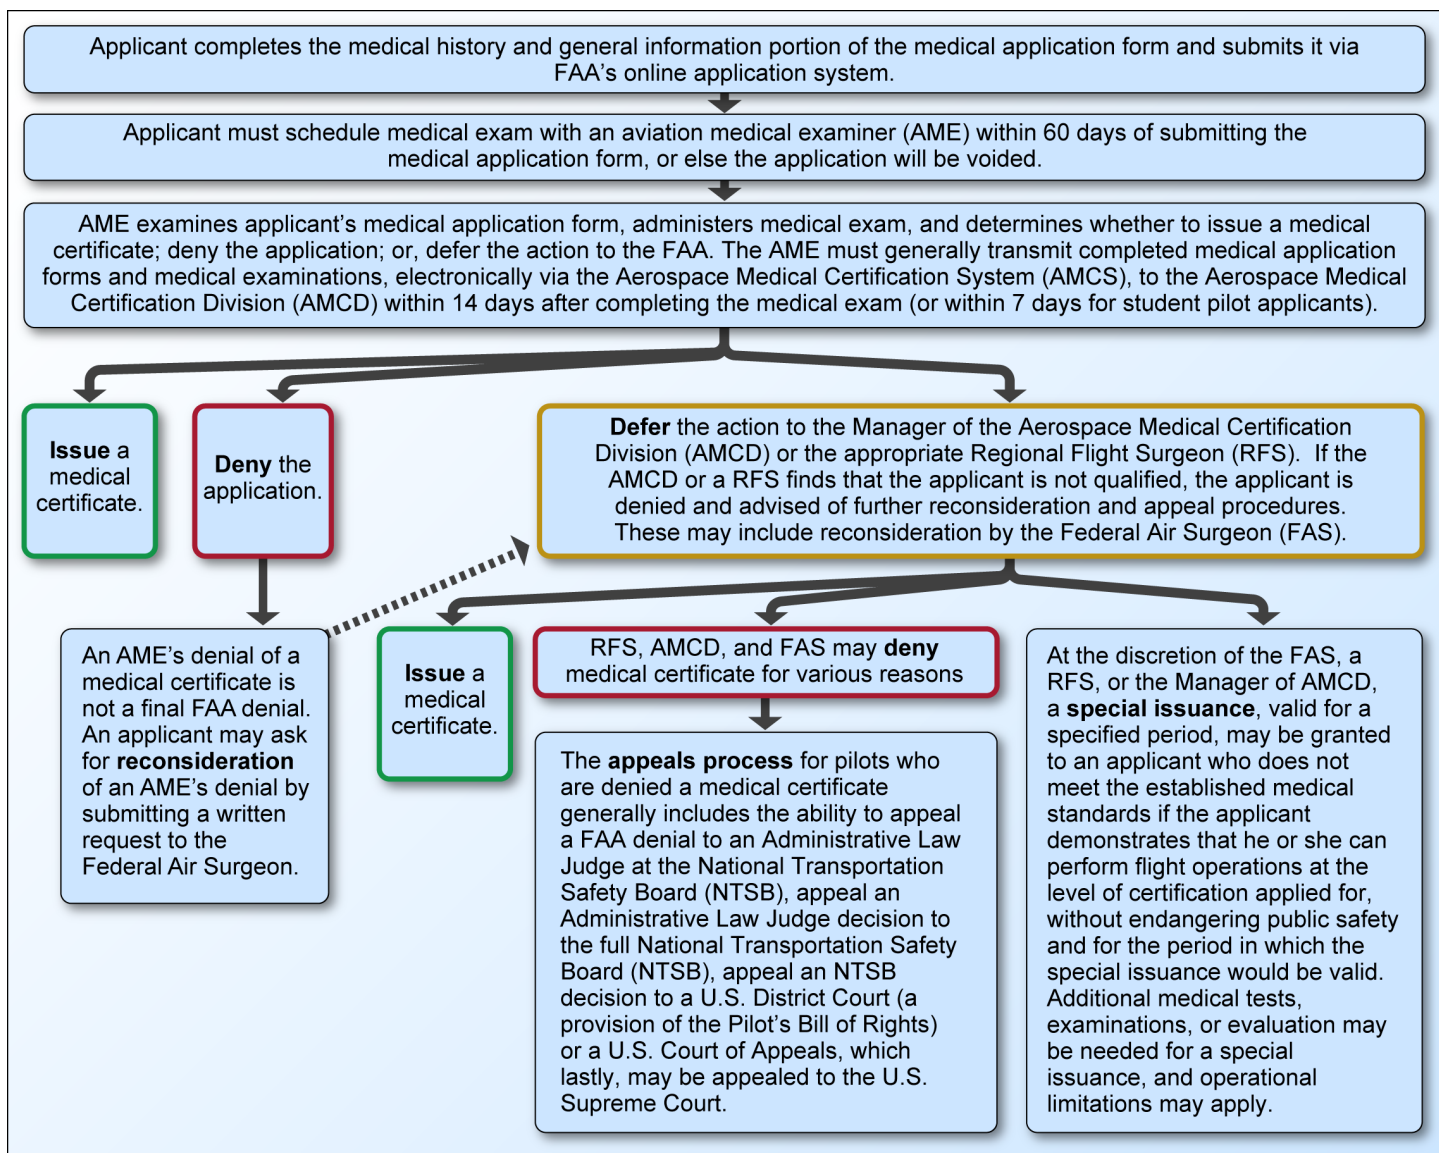 Applicant completes the medical history and general information portion of the medical application form and submits it via
FAA's online application system.
Applicant must schedule medical exam with an aviation medical examiner (AME) within 60 days of submitting the
medical application form, or else the application will be voided.
AME examines applicant's medical application form, administers medical exam, and determines whether to issue a medical
certificate; deny the application; or, defer the action to the FAA. The AME must generally transmit completed medical application
forms and medical examinations, electronically via the Aerospace Medical Certification System (AMCS), to the Aerospace Medical
Certification Division (AMCD) within 14 days after completing the medical exam (or within 7 days for student pilot applicants).
Issue a
medical
certificate.
Deny the
application.
Defer the action to the Manager of the Aerospace Medical Certification
Division (AMCD) or the appropriate Regional Flight Surgeon (RFS). If the
AMCD or a RFS finds that the applicant is not qualified, the applicant is
denied and advised of further reconsideration and appeal procedures.
These may include reconsideration by the Federal Air Surgeon (FAS).
An AME's denial of a
medical certificate is
not a final FAA denial.
An applicant may ask
for reconsideration
of an AME's denial by
submitting a written
request to the
Federal Air Surgeon.
Issue a
medical
certificate.
RFS, AMCD, and FAS may deny
medical certificate for various reasons
The appeals process for pilots who
are denied a medical certificate
generally includes the ability to appeal
a FAA denial to an Administrative Law
Judge at the National Transportation
Safety Board (NTSB), appeal an
Administrative Law Judge decision to
the full National Transportation Safety
Board (NTSB), appeal an NTSB
decision to a U.S. District Court (a
provision of the Pilot's Bill of Rights)
or a U.S. Court of Appeals, which
lastly, may be appealed to the U.S.
Supreme Court.
At the discretion of the FAS, a
RFS, or the Manager of AMCD,
a special issuance, valid for a
specified period, may be granted
to an applicant who does not
meet the established medical
standards if the applicant
demonstrates that he or she can
perform flight operations at the
level of certification applied for,
without endangering public safety
and for the period in which the
special issuance would be valid.
Additional medical tests,
examinations, or evaluation may
be needed for a special
issuance, and operational
limitations may apply.